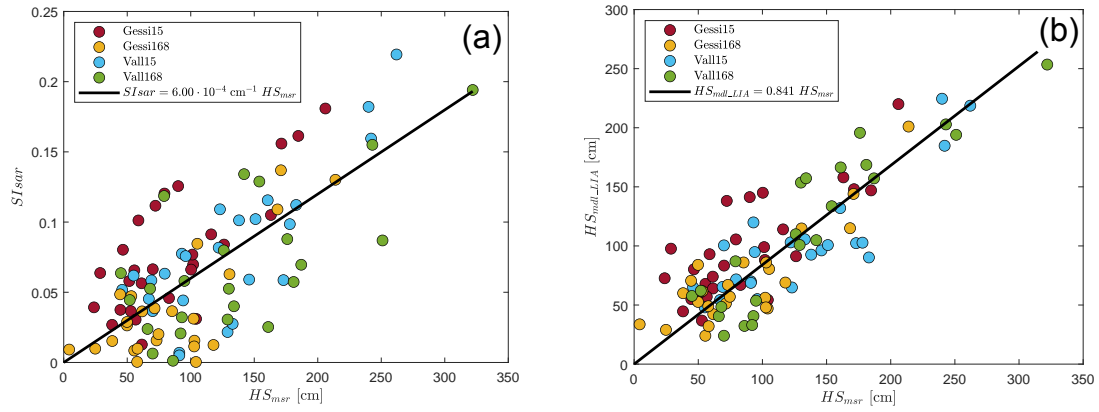 (a)
Gessi15
Gessi168
Vall15
Vall168
SIsar = 6.00 · 10⁻⁴ cm⁻¹ HS_msr
0.25
0.2
0.15
0.1
0.05
0
SIsar
0 50 100 150 200 250 300 350
HS_msr [cm]
(b)
Gessi15
Gessi168
Vall15
Vall168
HS_mdl_LIA = 0.841 HS_msr
300
250
200
150
100
50
0
HS_mdl_LIA [cm]
0 50 100 150 200 250 300 350
HS_msr [cm]